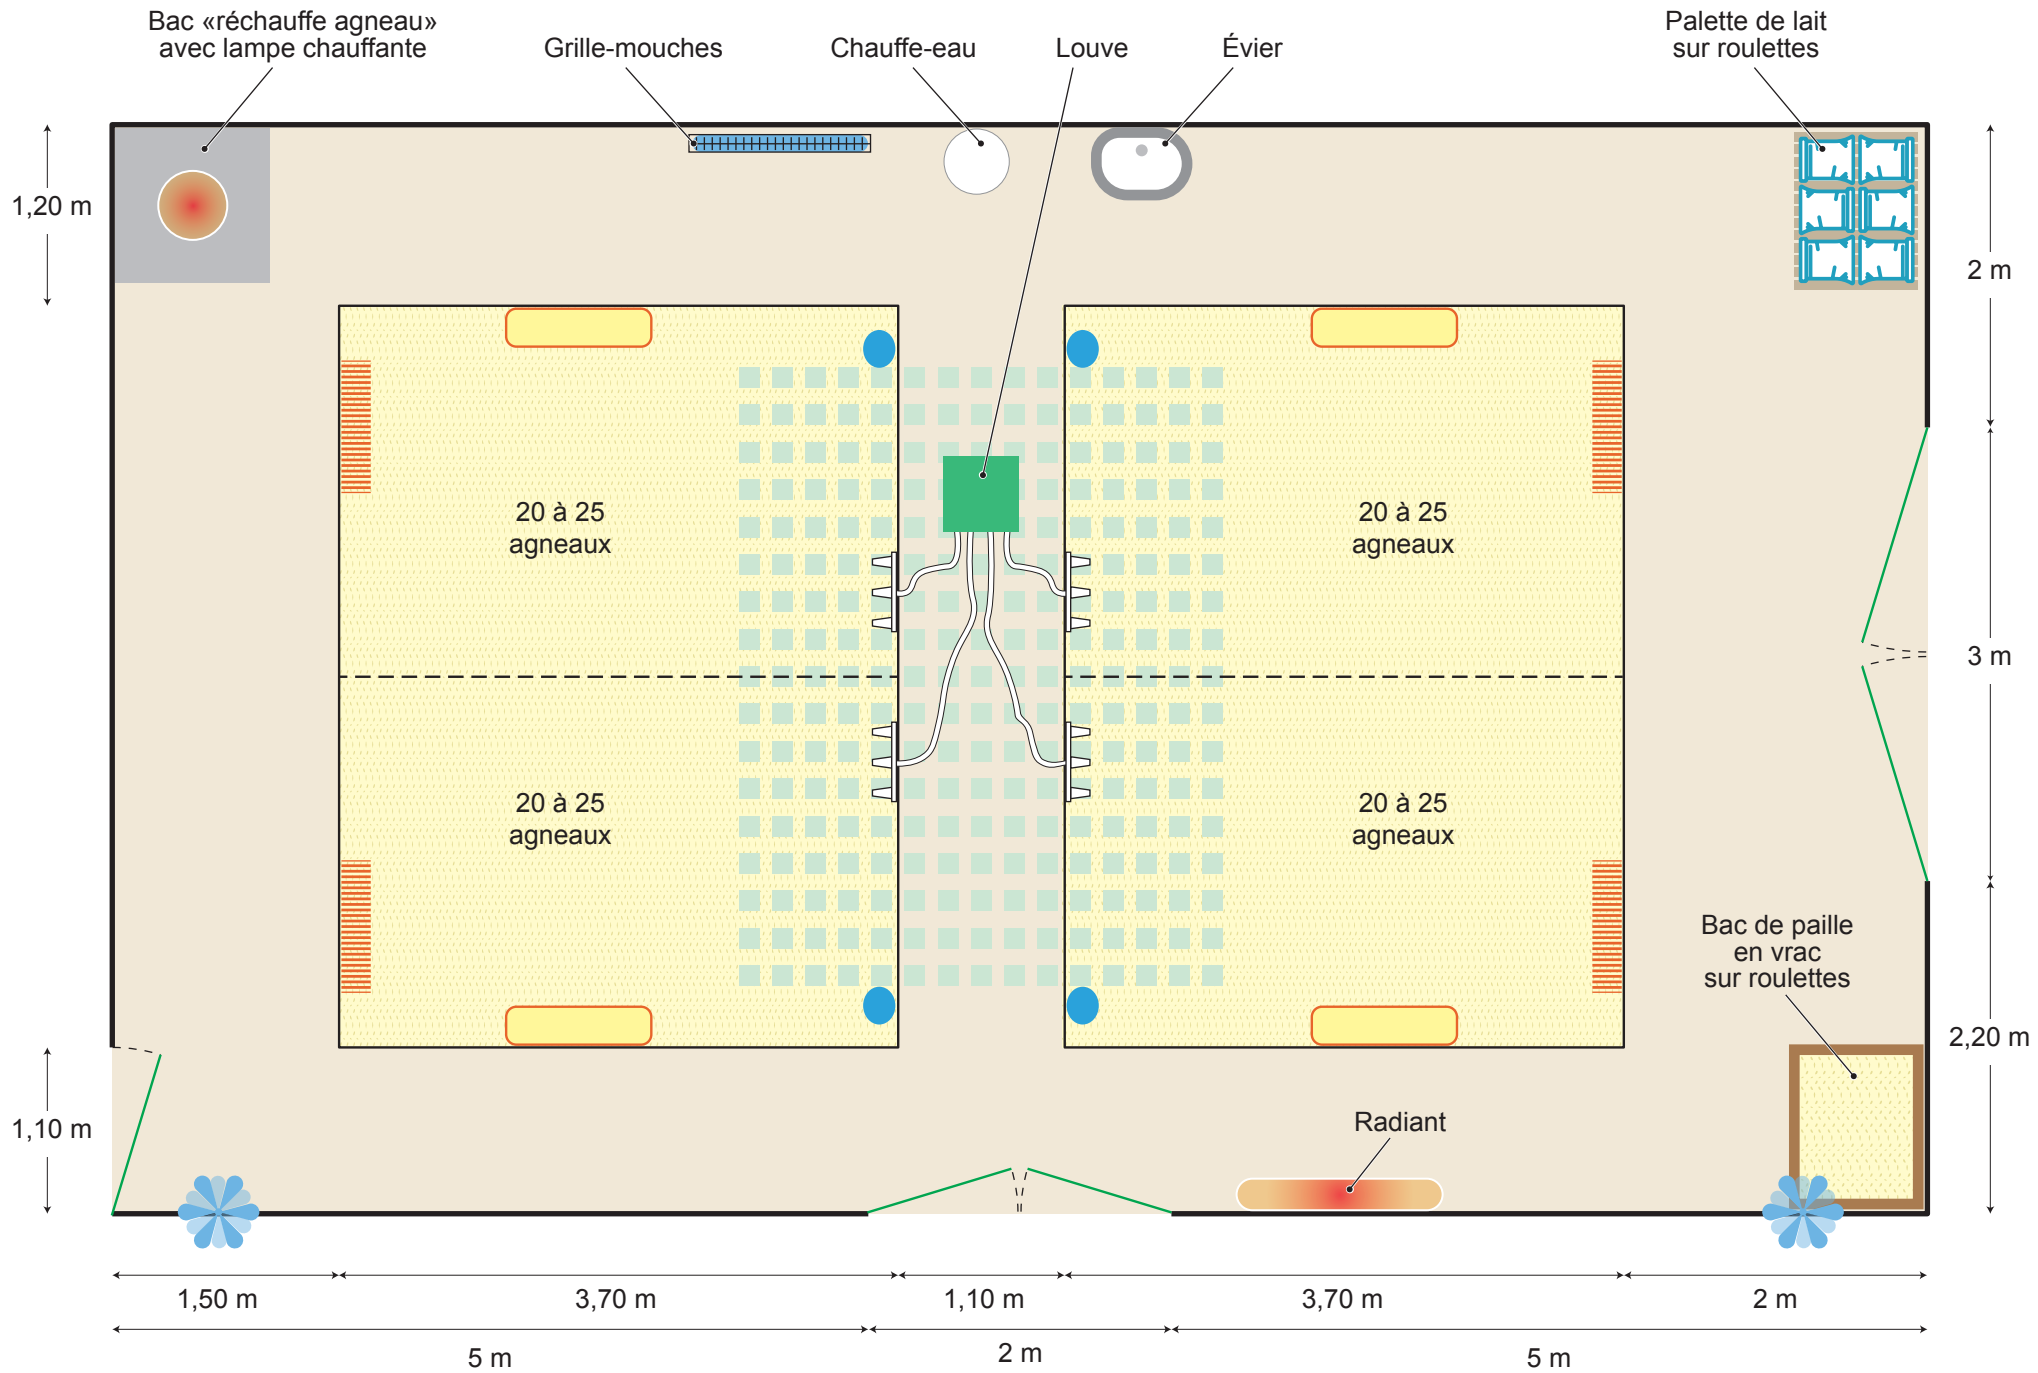 Bac «réchauffe agneau»
avec lampe chauffante
Grille-mouches
Chauffe-eau
Louve
Évier
Palette de lait
sur roulettes
1,20 m
2 m
20 à 25
agneaux
20 à 25
agneaux
3 m
20 à 25
agneaux
20 à 25
agneaux
Bac de paille
en vrac
sur roulettes
2,20 m
1,10 m
Radiant
1,50 m
3,70 m
1,10 m
3,70 m
2 m
5 m
2 m
5 m